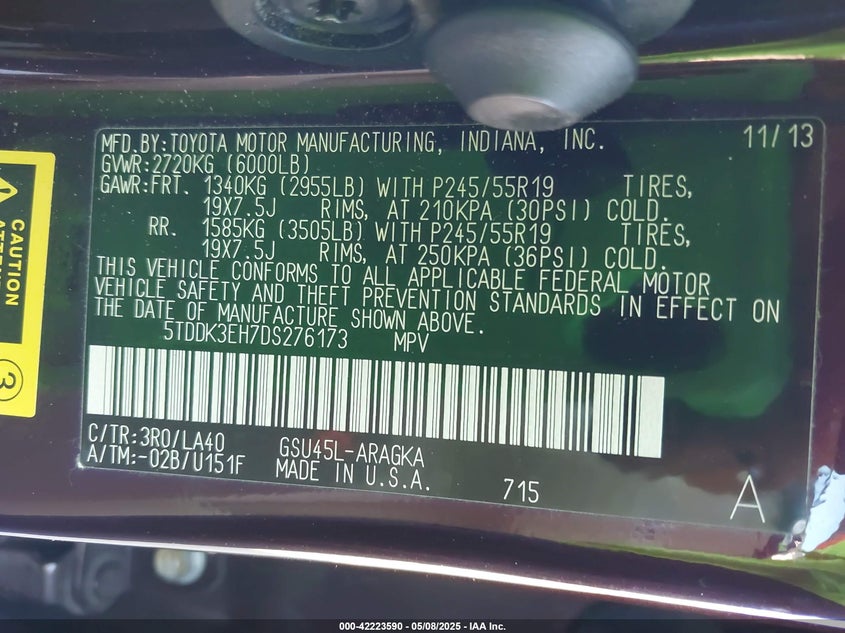 MFD.BY:TOYOTA MOTOR MANUFACTURING, INDIANA, INC. 11/13
GVWR:2720KG (6000LB)
GAWR:FRT. 1340KG (2955LB) WITH P245/55R19 TIRES,
19X7.5J RIMS, AT 210KPA (30PSI) COLD.
RR. 1585KG (3505LB) WITH P245/55R19 TIRES,
19X7.5J RIMS, AT 250KPA (36PSI) COLD.
THIS VEHICLE CONFORMS TO ALL APPLICABLE FEDERAL MOTOR
VEHICLE SAFETY AND THEFT PREVENTION STANDARDS IN EFFECT ON
THE DATE OF MANUFACTURE SHOWN ABOVE.
5TDDK3EH7DS276173 MPV
C/TR:3R0/LA40 GSU45L-ARAGKA
A/TM:-02B/U151F MADE IN U.S.A. 715
A
CAUTION
3
000-42223590 - 05/08/2025 - IAA Inc.